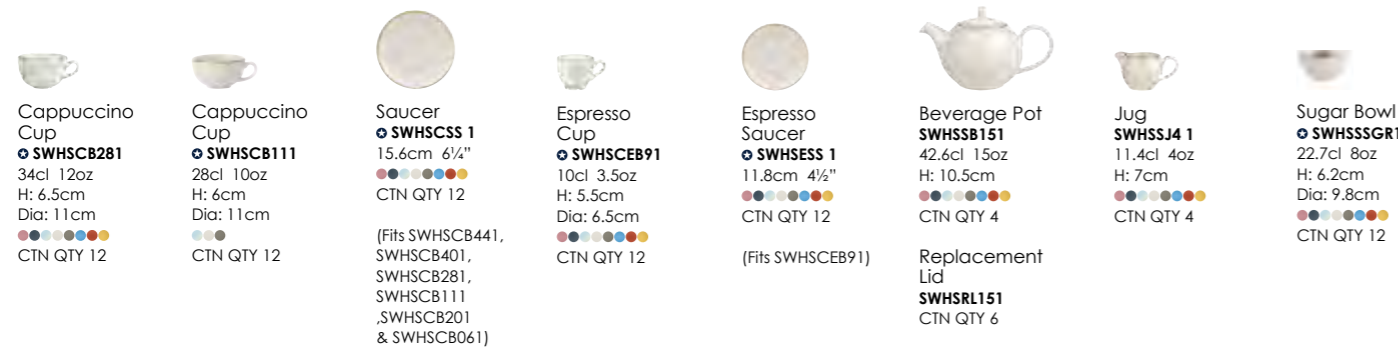 Cappuccino
Cup
SWHSCB281
34cl 12oz
H: 6.5cm
Dia: 11cm
CTN QTY 12
Cappuccino
Cup
SWHSCB111
28cl 10oz
H: 6cm
Dia: 11cm
CTN QTY 12
Saucer
SWHSCSS 1
15.6cm 6¼”
CTN QTY 12
(Fits SWHSCB441,
SWHSCB401,
SWHSCB281,
SWHSCB111
,SWHSCB201
& SWHSCB061)
Espresso
Cup
SWHSCEB91
10cl 3.5oz
H: 5.5cm
Dia: 6.5cm
CTN QTY 12
Espresso
Saucer
SWHSESS 1
11.8cm 4½”
CTN QTY 12
(Fits SWHSCEB91)
Beverage Pot
SWHSSB151
42.6cl 15oz
H: 10.5cm
CTN QTY 4
Replacement
Lid
SWHSRL151
CTN QTY 6
Jug
SWHSSJ4 1
11.4cl 4oz
H: 7cm
CTN QTY 4
Sugar Bowl
SWHSSSGR1
22.7cl 8oz
H: 6.2cm
Dia: 9.8cm
CTN QTY 12